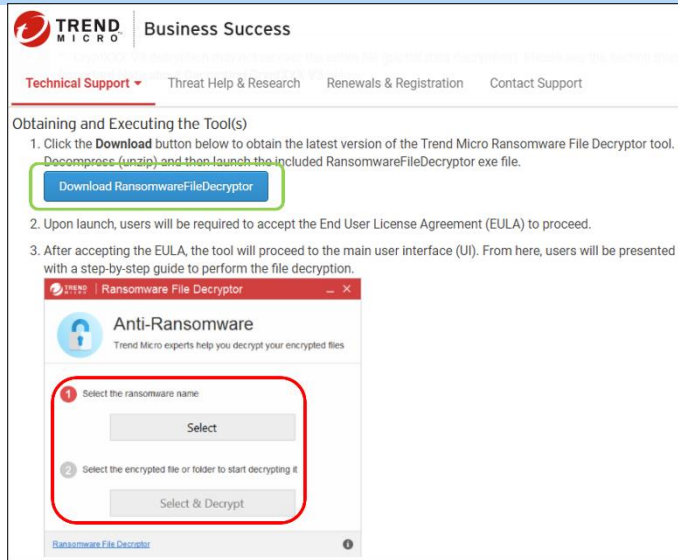 TREND MICRO Business Success
Technical Support Threat Help & Research Renewals & Registration Contact Support
Obtaining and Executing the Tool(s)
1. Click the Download button below to obtain the latest version of the Trend Micro Ransomware File Decryptor tool.
Decompress (unzip) and then launch the included RansomwareFileDecryptor exe file.
Download RansomwareFileDecryptor
2. Upon launch, users will be required to accept the End User License Agreement (EULA) to proceed.
3. After accepting the EULA, the tool will proceed to the main user interface (UI). From here, users will be presented
with a step-by-step guide to perform the file decryption.
TREND MICRO | Ransomware File Decryptor
Anti-Ransomware
Trend Micro experts help you decrypt your encrypted files
1 Select the ransomware name
Select
2 Select the encrypted file or folder to start decrypting it
Select & Decrypt
Ransomware File Decryptor